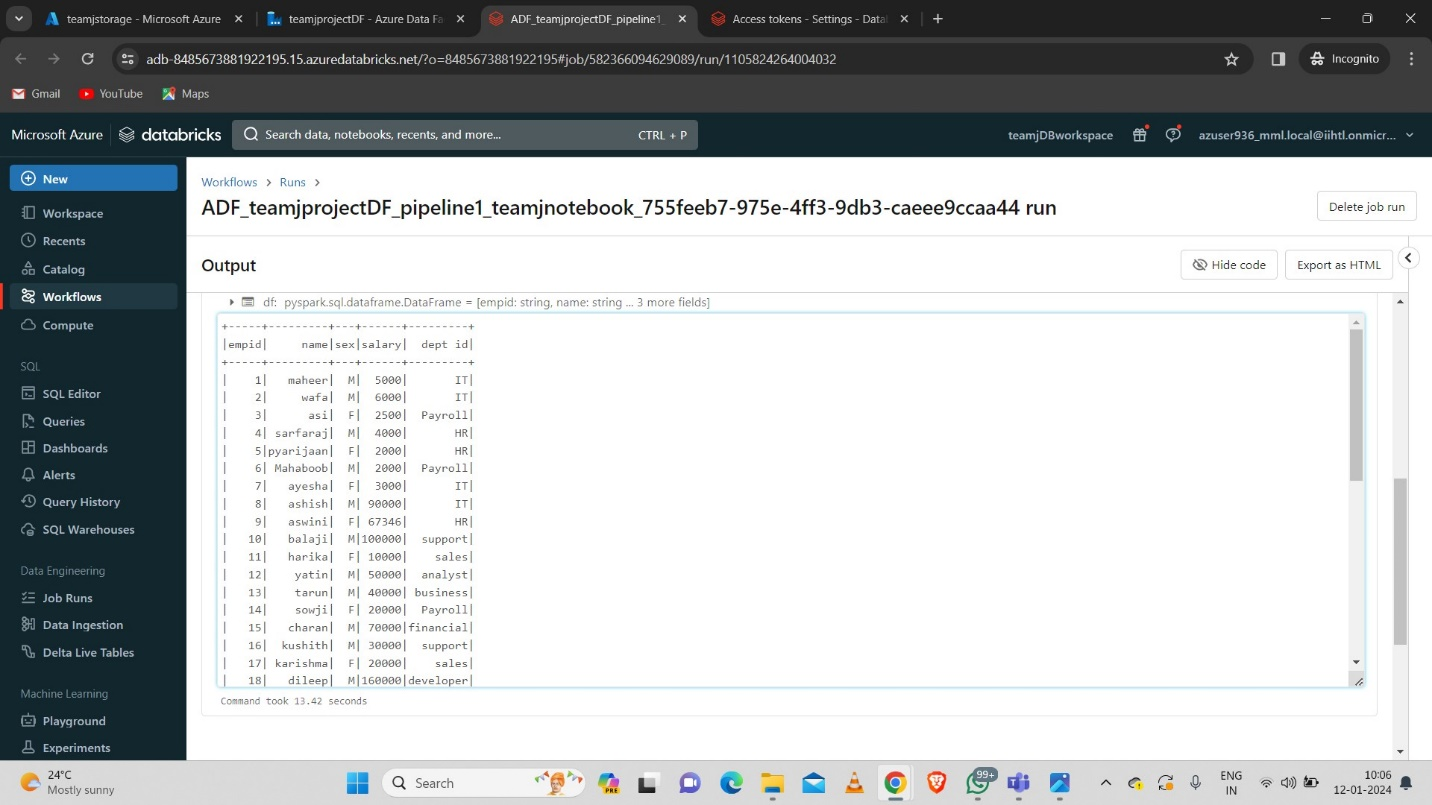 teamjstorage - Microsoft Azure
teamjprojectDF - Azure Data Fa
ADF_teamjprojectDF_pipeline1_
Access tokens - Settings - Data
adb-8485673881922195.15.azuredatabricks.net/?o=8485673881922195#job/582366094629089/run/1105824264004032
Incognito
Gmail
YouTube
Maps
Microsoft Azure
databricks
Search data, notebooks, recents, and more...
CTRL + P
teamjDBworkspace
azuser936_mml.local@iihtl.onmicr...
New
Workspace
Recents
Catalog
Workflows
Compute
SQL
SQL Editor
Queries
Dashboards
Alerts
Query History
SQL Warehouses
Data Engineering
Job Runs
Data Ingestion
Delta Live Tables
Machine Learning
Playground
Experiments
Workflows > Runs >
ADF_teamjprojectDF_pipeline1_teamjnotebook_755feeb7-975e-4ff3-9db3-caeee9ccaa44 run
Delete job run
Output
Hide code
Export as HTML
df: pyspark.sql.dataframe.DataFrame = [empid: string, name: string ... 3 more fields]
+-----+---------+---+------+---------+
|empid|     name|sex|salary|  dept id|
+-----+---------+---+------+---------+
|    1|   maheer|  M|  5000|       IT|
|    2|     wafa|  M|  6000|       IT|
|    3|      asi|  F|  2500|  Payroll|
|    4| sarfaraj|  M|  4000|       HR|
|    5|pyarijaan|  F|  2000|       HR|
|    6| Mahaboob|  M|  2000|  Payroll|
|    7|   ayesha|  F|  3000|       IT|
|    8|   ashish|  M| 90000|       IT|
|    9|   aswini|  F| 67346|       HR|
|   10|   balaji|  M|100000|  support|
|   11|   harika|  F| 10000|    sales|
|   12|    yatin|  M| 50000|  analyst|
|   13|    tarun|  M| 40000| business|
|   14|    sowji|  F| 20000|  Payroll|
|   15|   charan|  M| 70000|financial|
|   16|  kushith|  M| 30000|  support|
|   17| karishma|  F| 20000|    sales|
|   18|   dileep|  M|160000|developer|
Command took 13.42 seconds
24°C
Mostly sunny
Search
PRE
99+
ENG
IN
10:06
12-01-2024